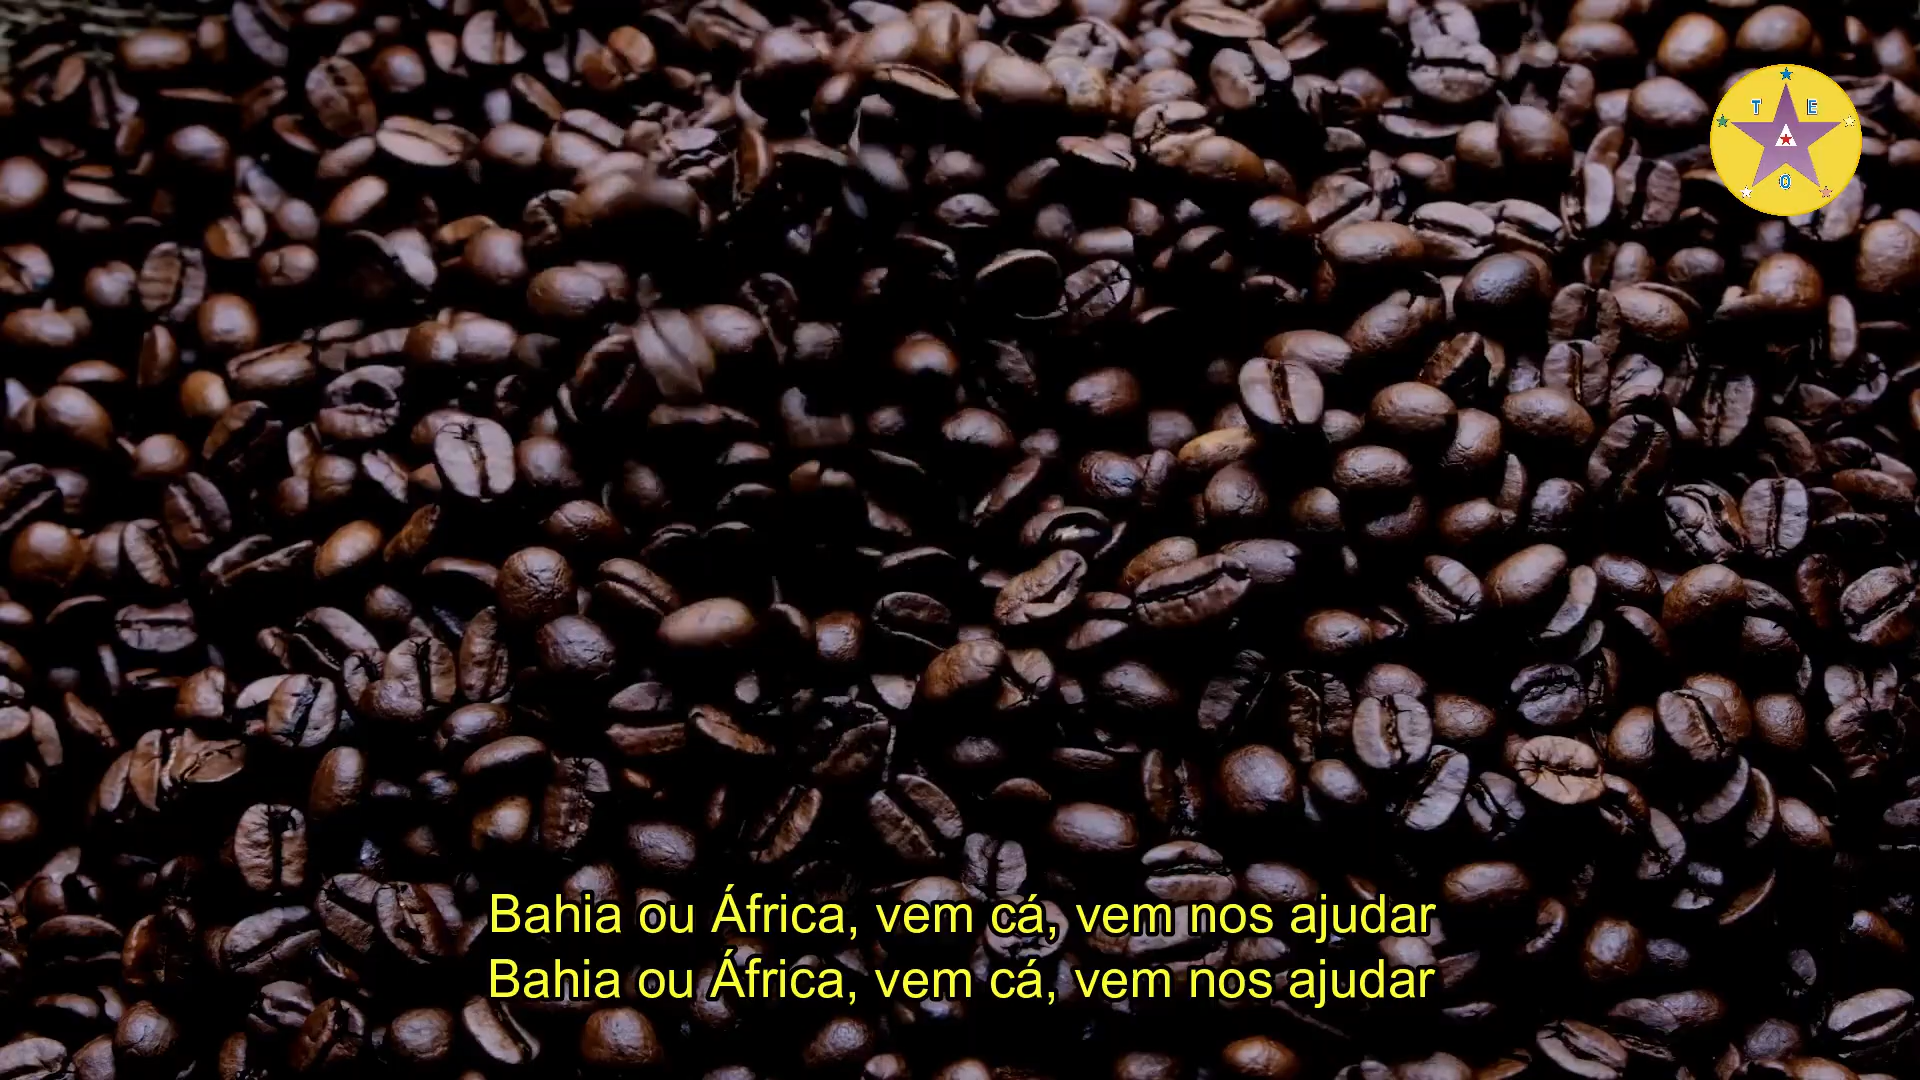 T E
A
O
Bahia ou África, vem cá, vem nos ajudar
Bahia ou África, vem cá, vem nos ajudar